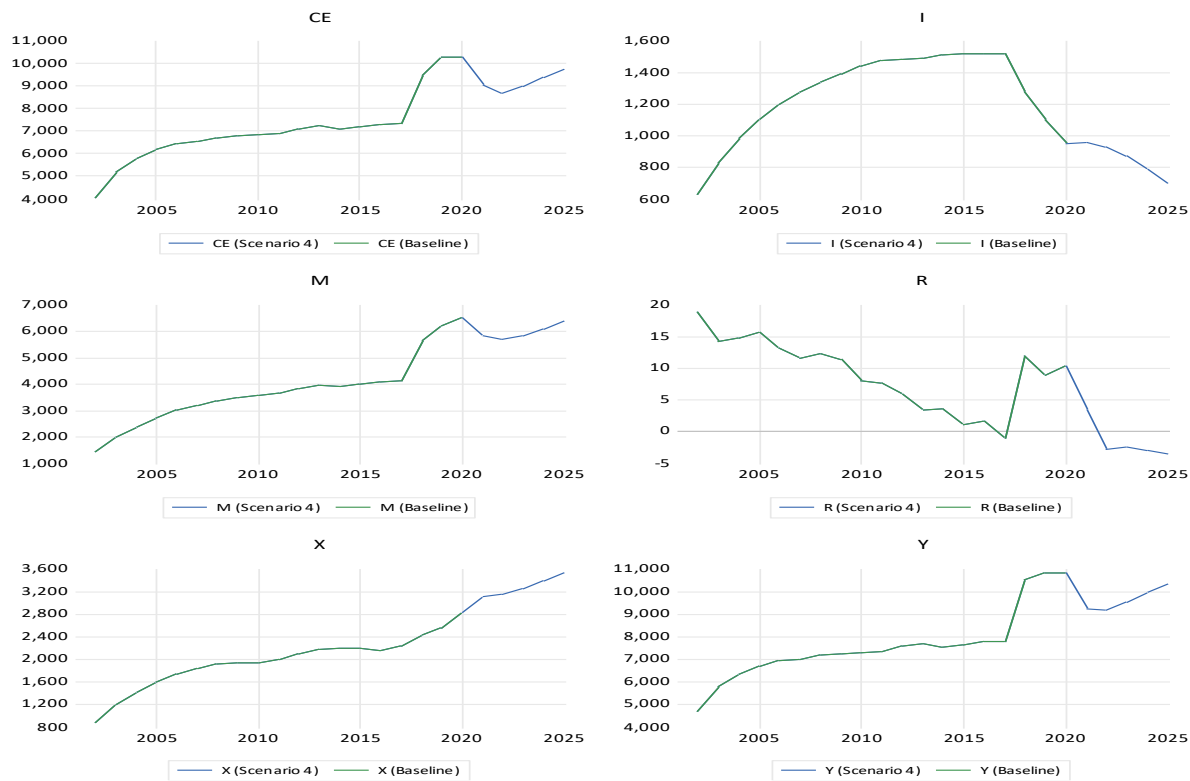 CE
11,000
10,000
9,000
8,000
7,000
6,000
5,000
4,000
2005 2010 2015 2020 2025
CE (Scenario 4) CE (Baseline)
I
1,600
1,400
1,200
1,000
800
600
2005 2010 2015 2020 2025
I (Scenario 4) I (Baseline)
M
7,000
6,000
5,000
4,000
3,000
2,000
1,000
2005 2010 2015 2020 2025
M (Scenario 4) M (Baseline)
R
20
15
10
5
0
-5
2005 2010 2015 2020 2025
R (Scenario 4) R (Baseline)
X
3,600
3,200
2,800
2,400
2,000
1,600
1,200
800
2005 2010 2015 2020 2025
X (Scenario 4) X (Baseline)
Y
11,000
10,000
9,000
8,000
7,000
6,000
5,000
4,000
2005 2010 2015 2020 2025
Y (Scenario 4) Y (Baseline)